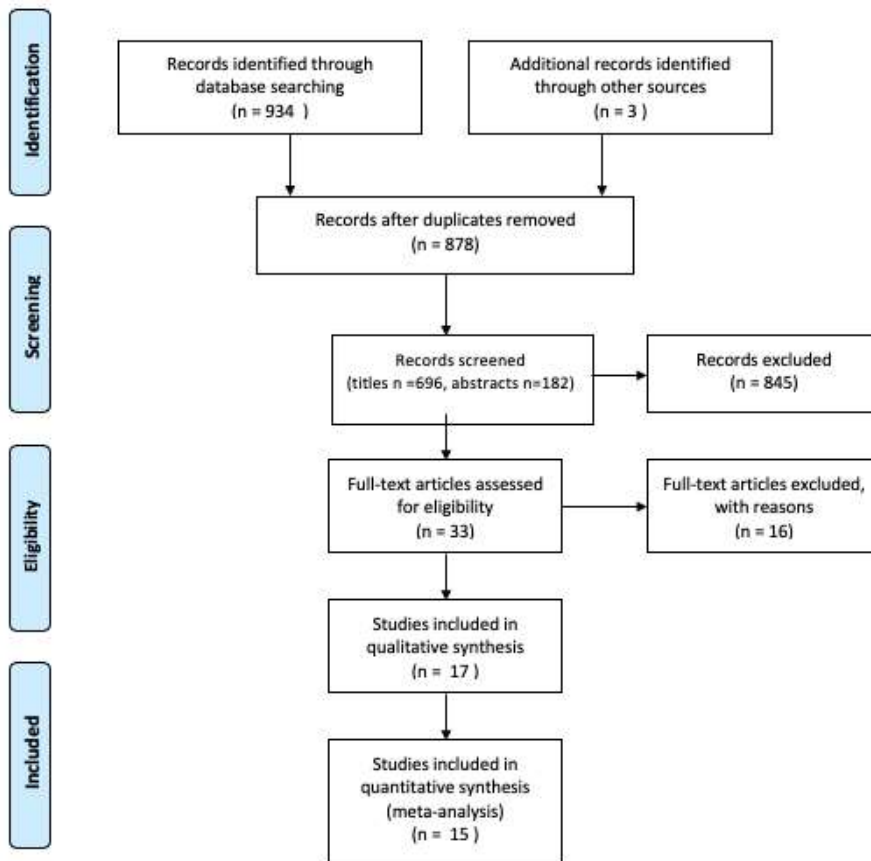 Identification
Records identified through
database searching
(n = 934  )
Additional records identified
through other sources
(n = 3 )
Records after duplicates removed
(n = 878)
Screening
Records screened
(titles n =696, abstracts n=182)
Records excluded
(n = 845)
Eligibility
Full-text articles assessed
for eligibility
(n = 33)
Full-text articles excluded,
with reasons
(n = 16)
Studies included in
qualitative synthesis
(n =  17 )
Included
Studies included in
quantitative synthesis
(meta-analysis)
(n =  15 )